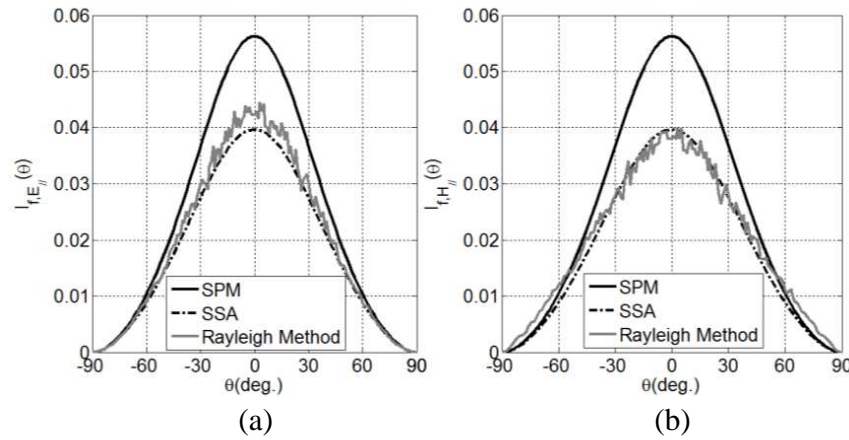 0.06
0.05
0.04
0.03
0.02
0.01
0
I f,E// (θ)
SPM
SSA
Rayleigh Method
-90 -60 -30 0 30 60 90
θ(deg.)
(a)
0.06
0.05
0.04
0.03
0.02
0.01
0
I f,H// (θ)
SPM
SSA
Rayleigh Method
-90 -60 -30 0 30 60 90
θ(deg.)
(b)